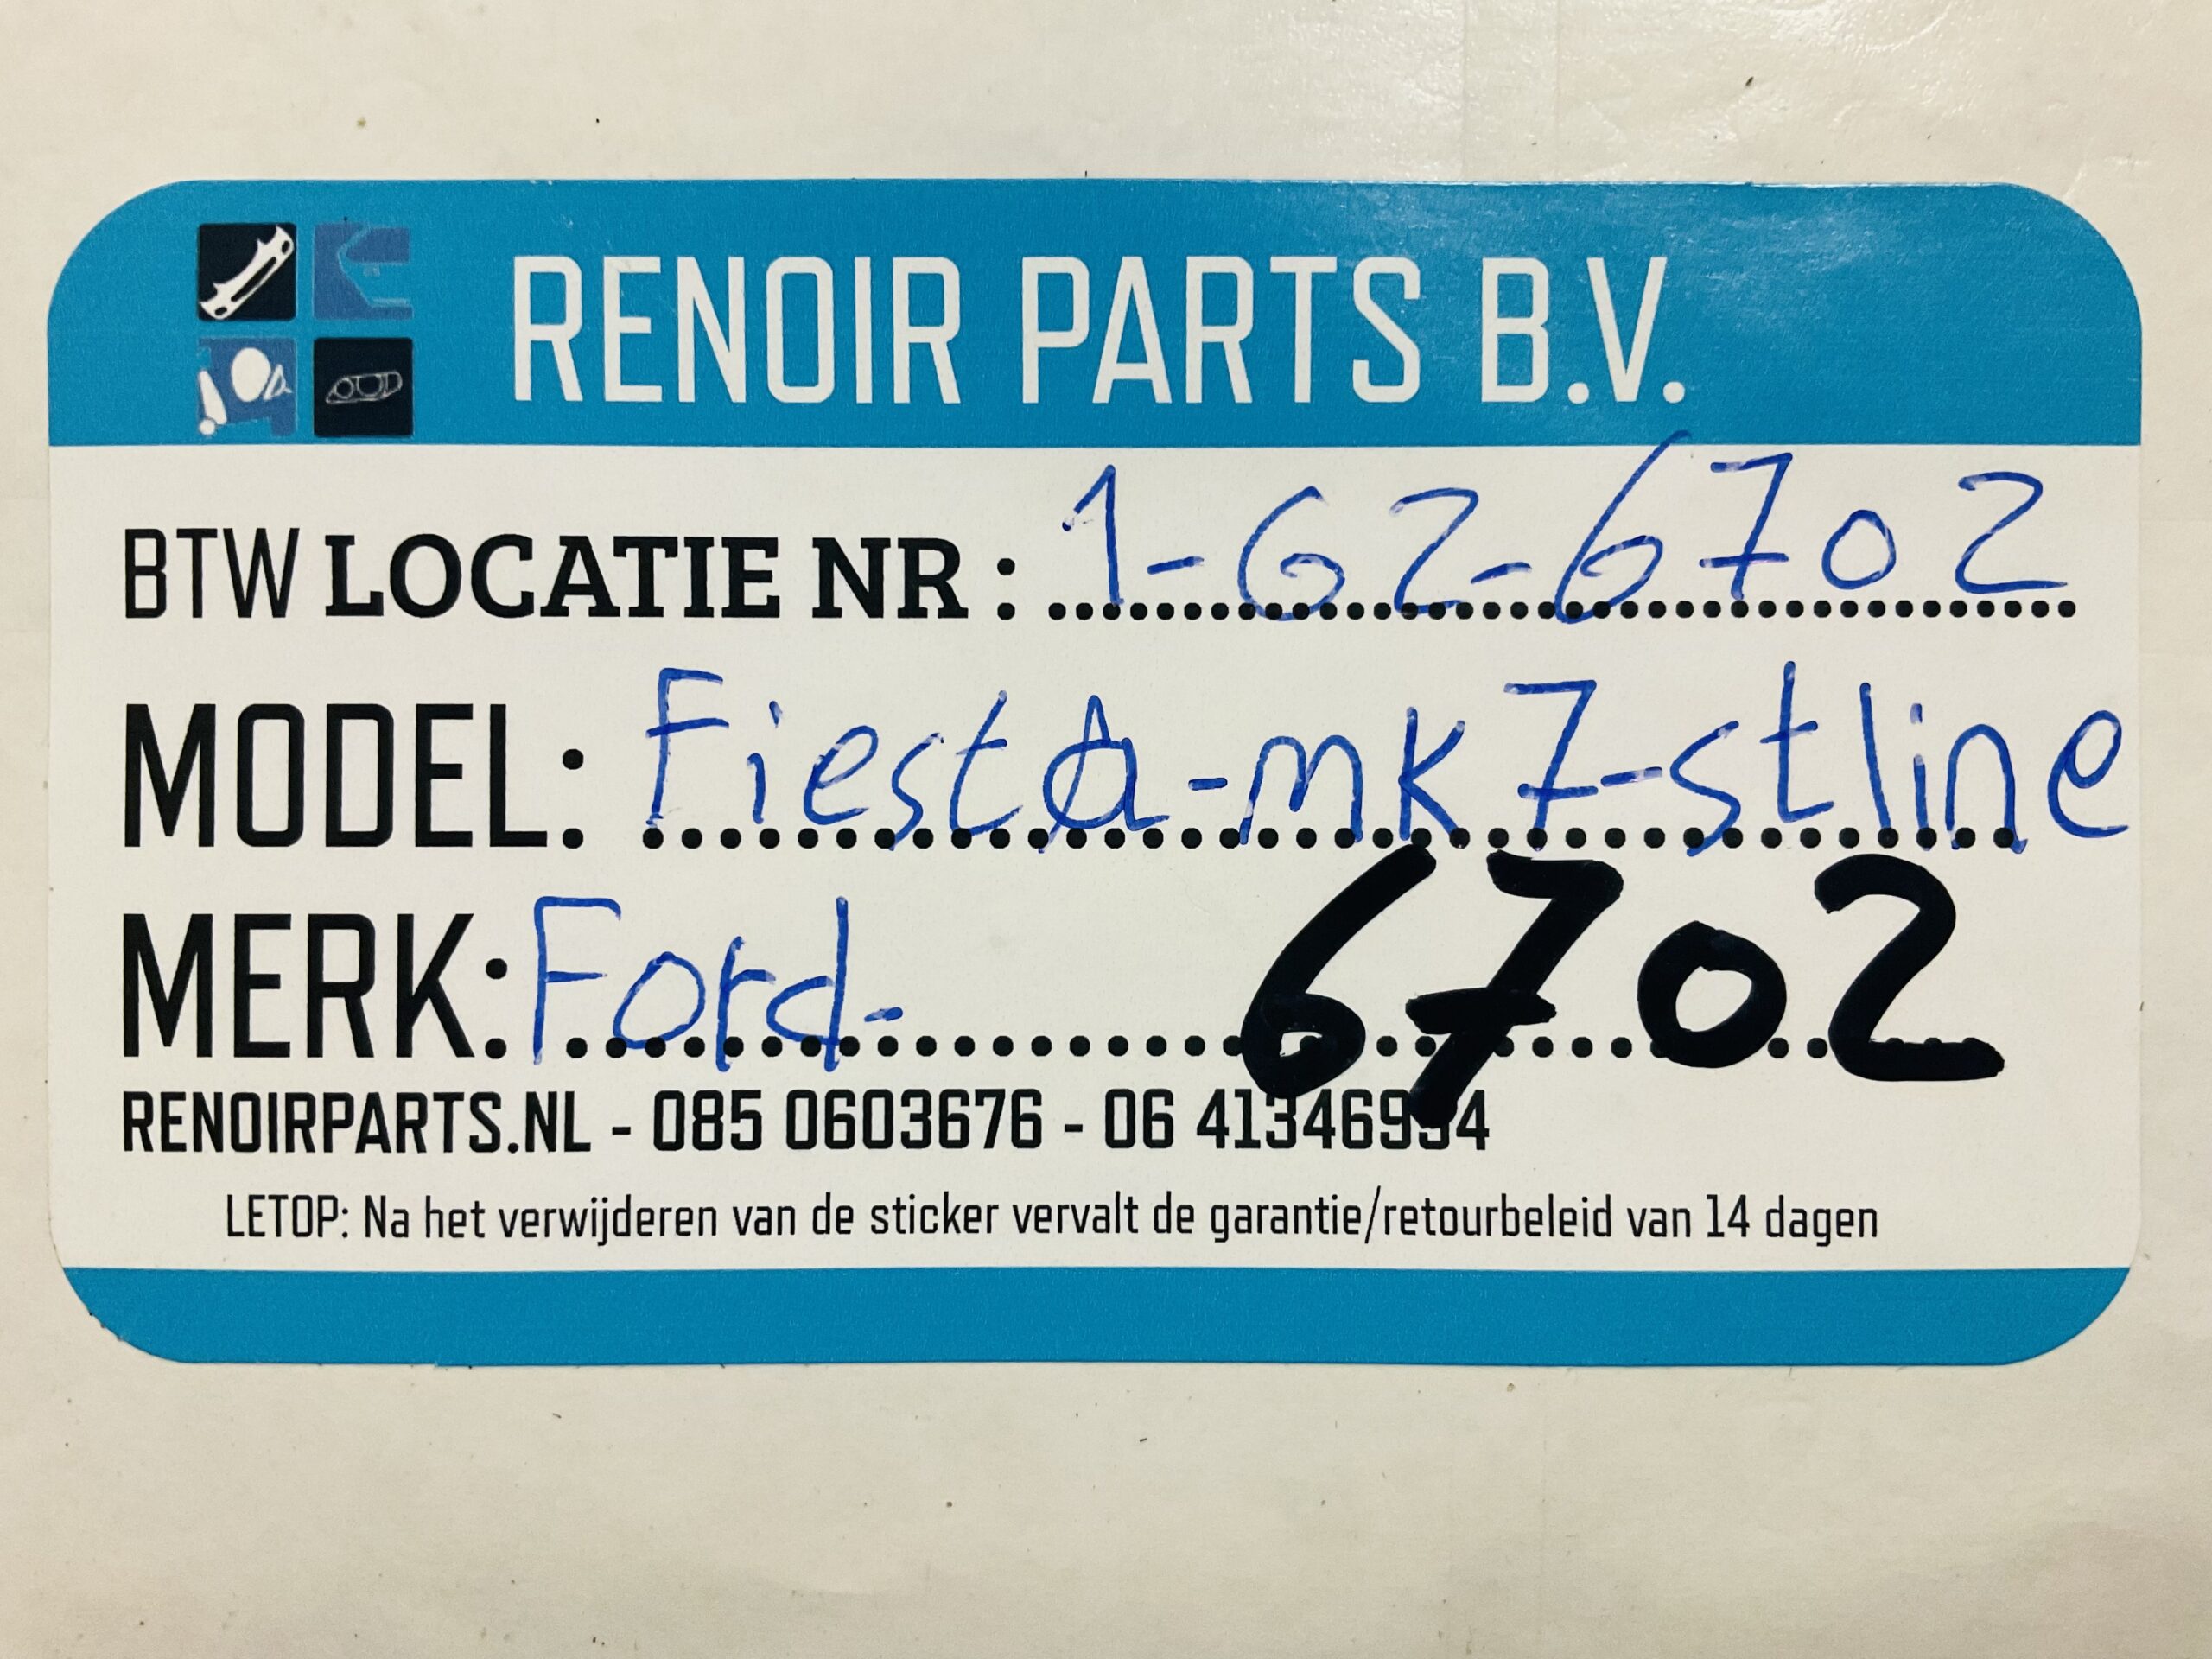 RENOIR PARTS B.V.
BTW LOCATIE NR : 1-G2-6702
MODEL: Fiesta-mk7-stline
MERK: Ford- 6702
RENOIRPARTS.NL - 085 0603676 - 06 41346994
LETOP: Na het verwijderen van de sticker vervalt de garantie/retourbeleid van 14 dagen